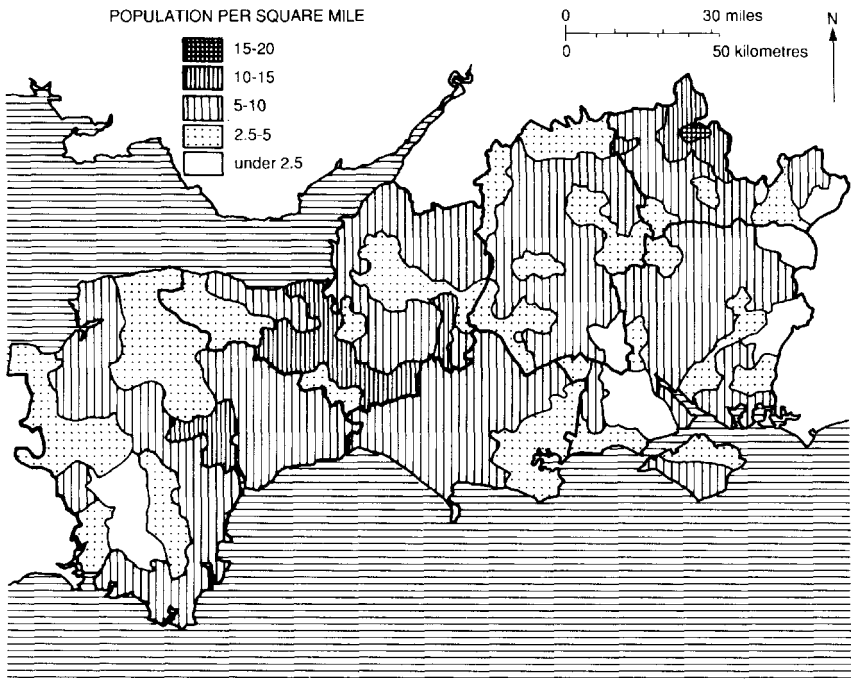 POPULATION PER SQUARE MILE
15-20
10-15
5-10
2.5-5
under 2.5
0 30 miles
0 50 kilometres
N